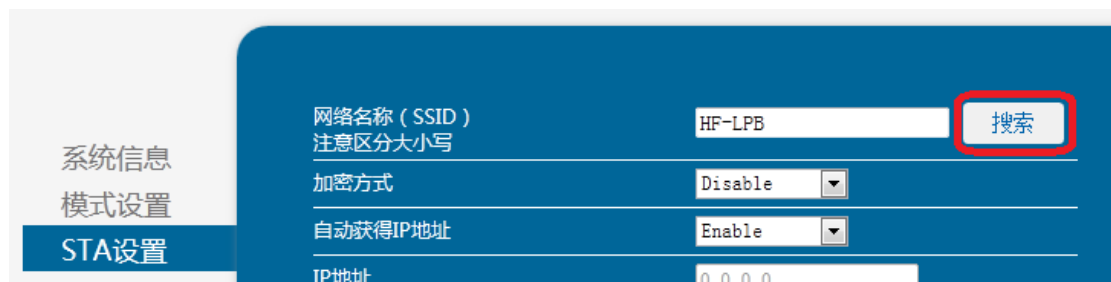 系统信息
模式设置
STA设置
网络名称（SSID）
注意区分大小写
HF-LPB
搜索
加密方式
Disable
自动获得IP地址
Enable
IP地址
0.0.0.0